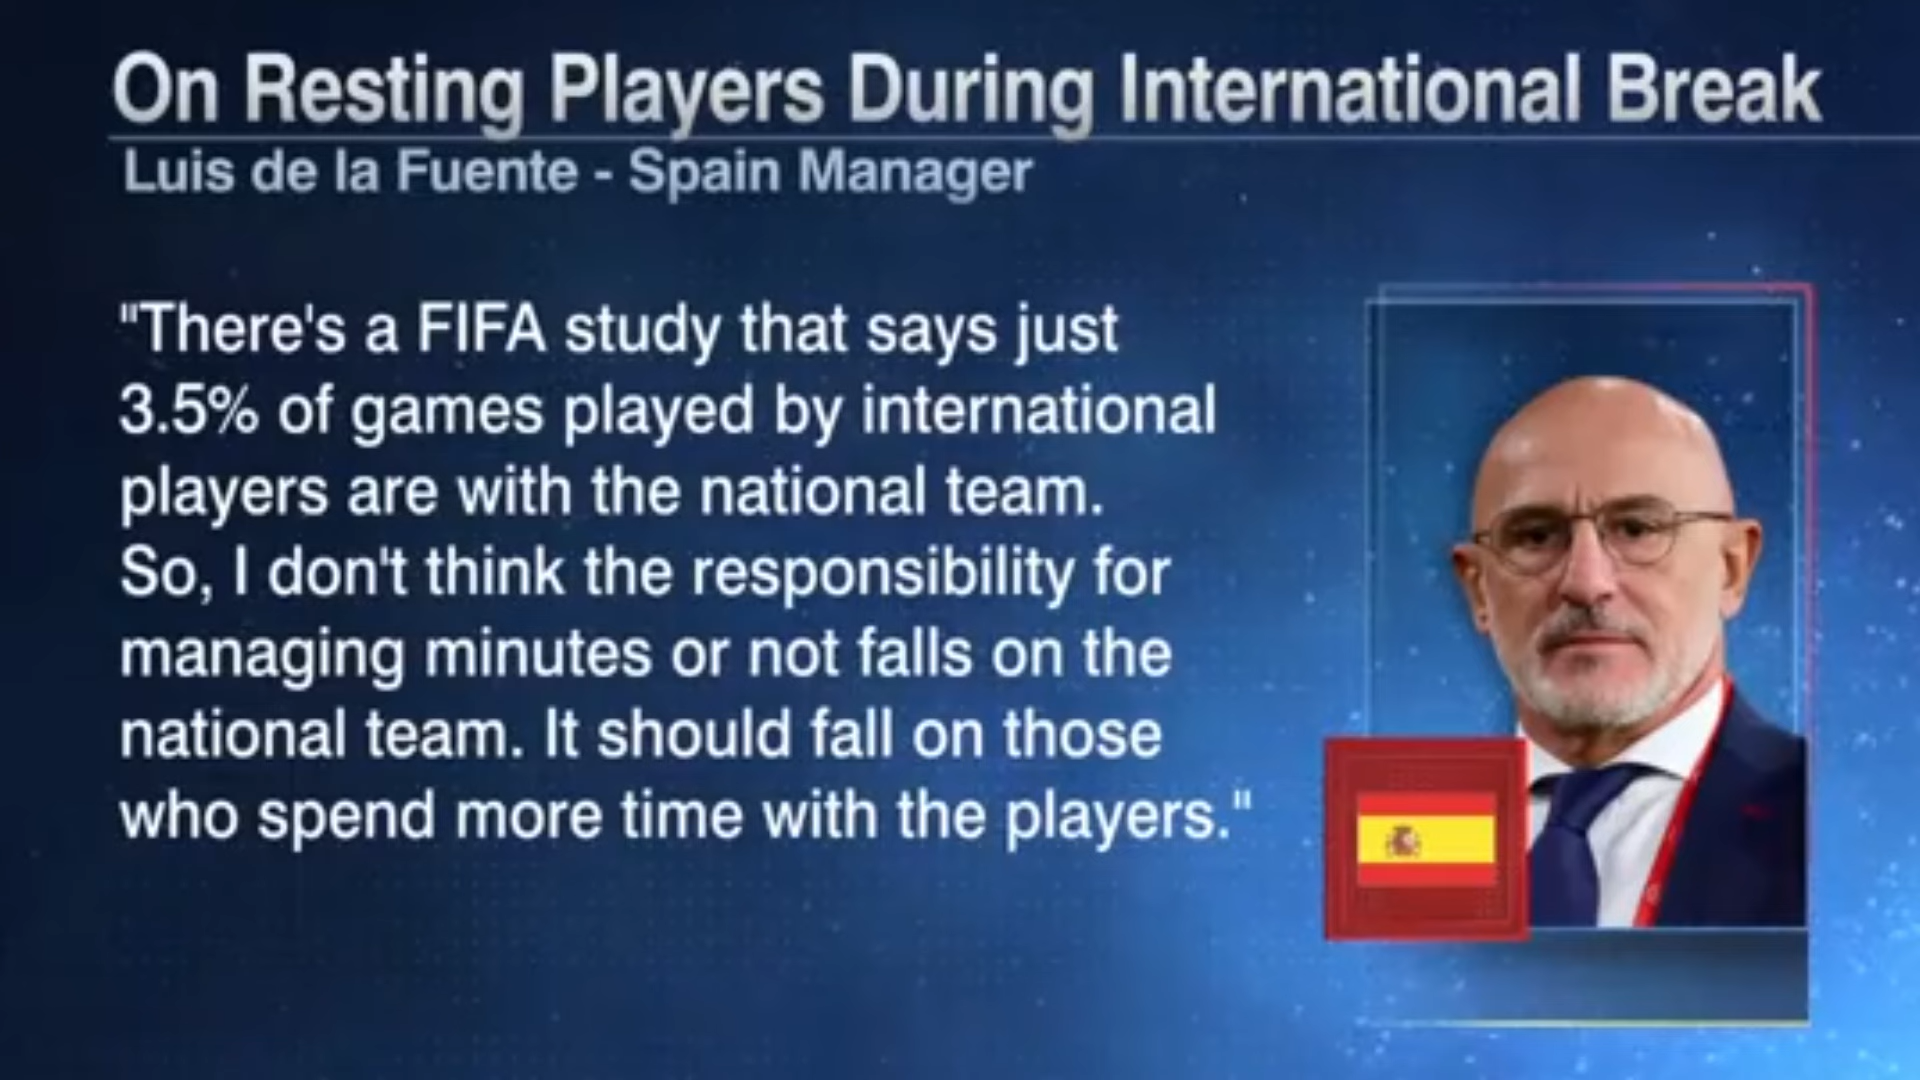 On Resting Players During International Break
Luis de la Fuente - Spain Manager
"There's a FIFA study that says just
3.5% of games played by international
players are with the national team.
So, I don't think the responsibility for
managing minutes or not falls on the
national team. It should fall on those
who spend more time with the players."